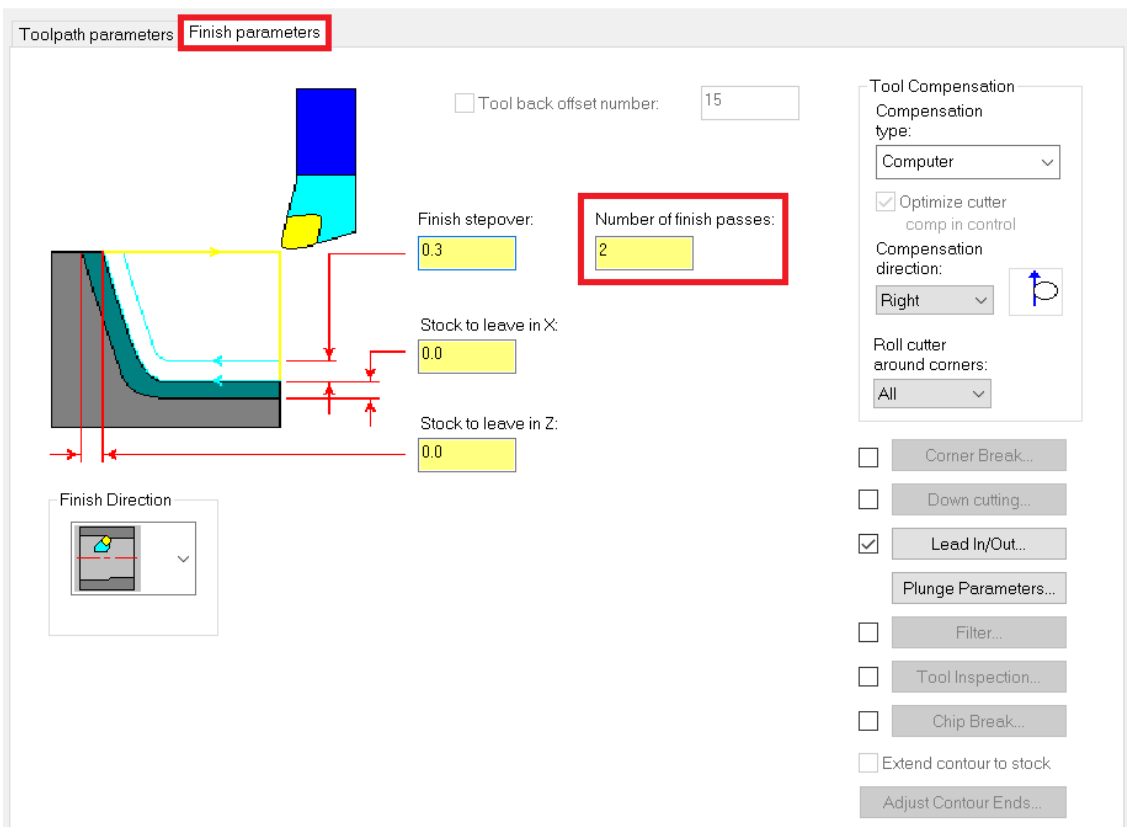 Toolpath parameters
Finish parameters
Tool back offset number:
15
Finish stepover:
0.3
Number of finish passes:
2
Stock to leave in X:
0.0
Stock to leave in Z:
0.0
Finish Direction
Tool Compensation
Compensation
type:
Computer
Optimize cutter
comp in control
Compensation
direction:
Right
Roll cutter
around corners:
All
Corner Break...
Down cutting...
Lead In/Out...
Plunge Parameters...
Filter...
Tool Inspection...
Chip Break...
Extend contour to stock
Adjust Contour Ends...